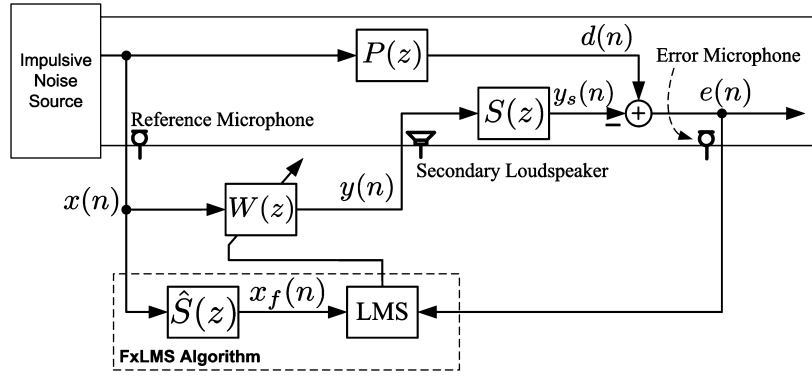 Impulsive
Noise
Source
P(z)
d(n)
Error Microphone
S(z)
y_s(n)
e(n)
+
−
Reference Microphone
Secondary Loudspeaker
x(n)
W(z)
y(n)
Ŝ(z)
x_f(n)
LMS
FxLMS Algorithm